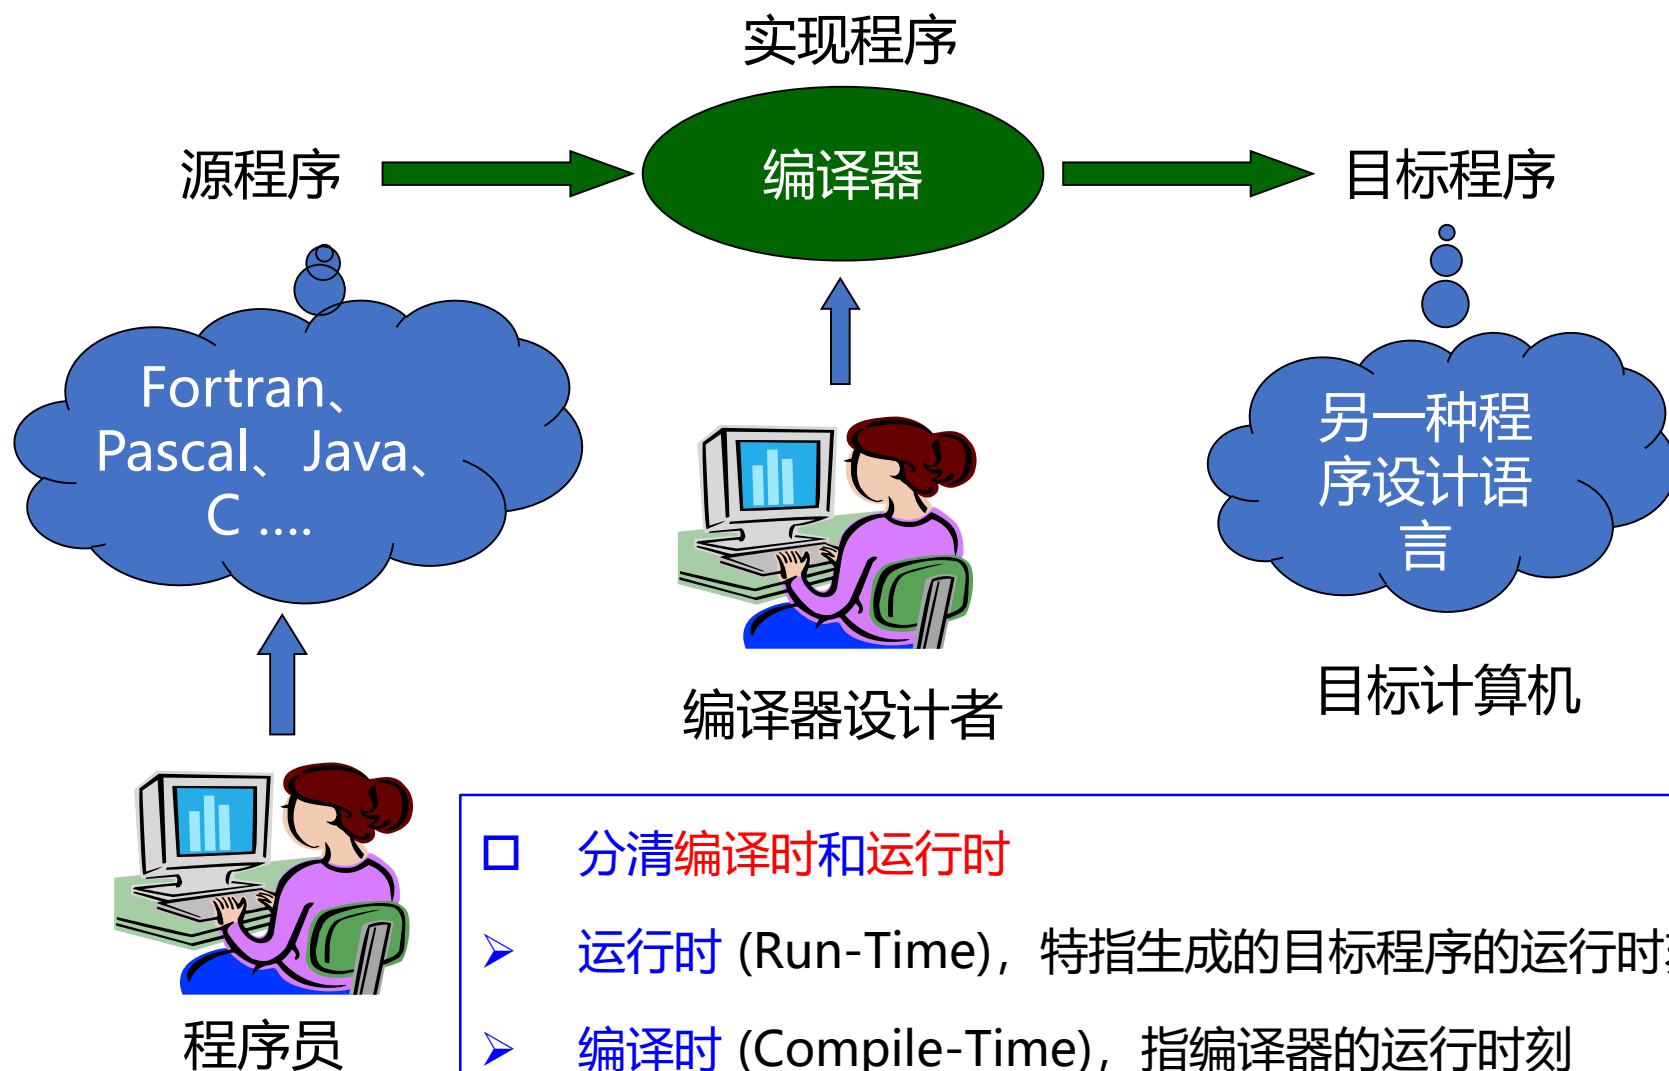 实现程序
源程序
编译器
目标程序
Fortran、
Pascal、Java、
C ....
另一种程
序设计语
言
编译器设计者
目标计算机
程序员
分清编译时和运行时
运行时 (Run-Time)，特指生成的目标程序的运行时
编译时 (Compile-Time)，指编译器的运行时刻